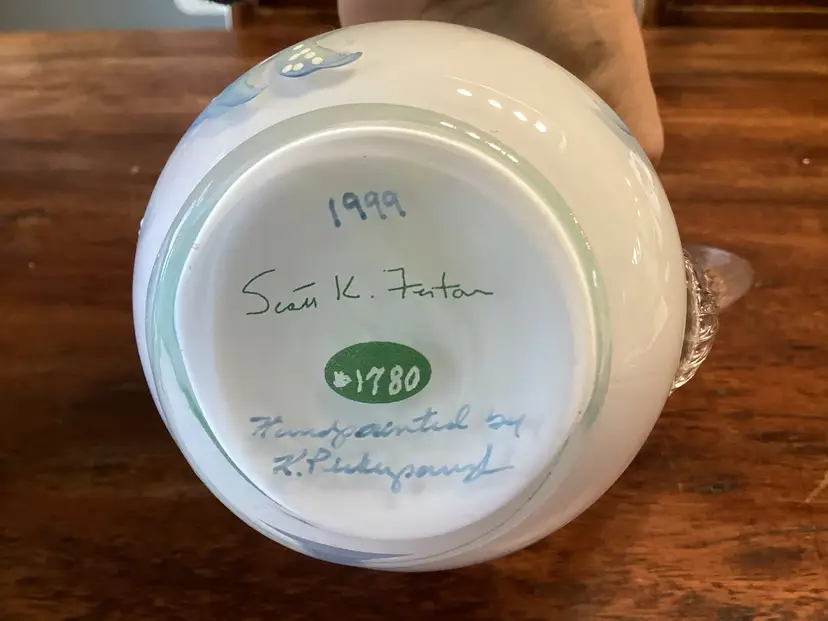 1999
Scott K. Fenton
#1780
Handpainted by
K.